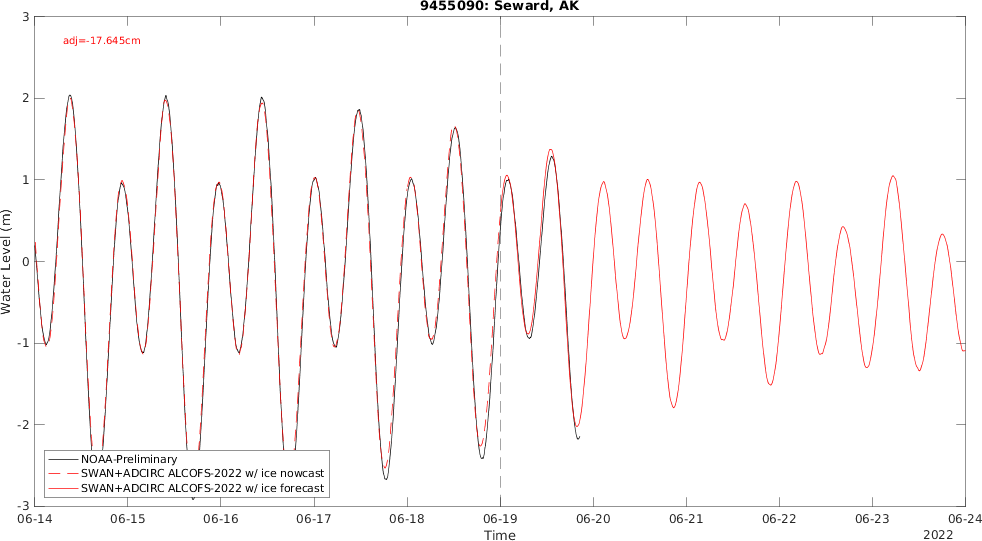 9455090: Seward, AK
adj=-17.645cm
3
2
1
0
-1
-2
-3
Water Level (m)
NOAA-Preliminary
SWAN+ADCIRC ALCOFS-2022 w/ ice nowcast
SWAN+ADCIRC ALCOFS-2022 w/ ice forecast
06-14 06-15 06-16 06-17 06-18 06-19 06-20 06-21 06-22 06-23 06-24
Time
2022